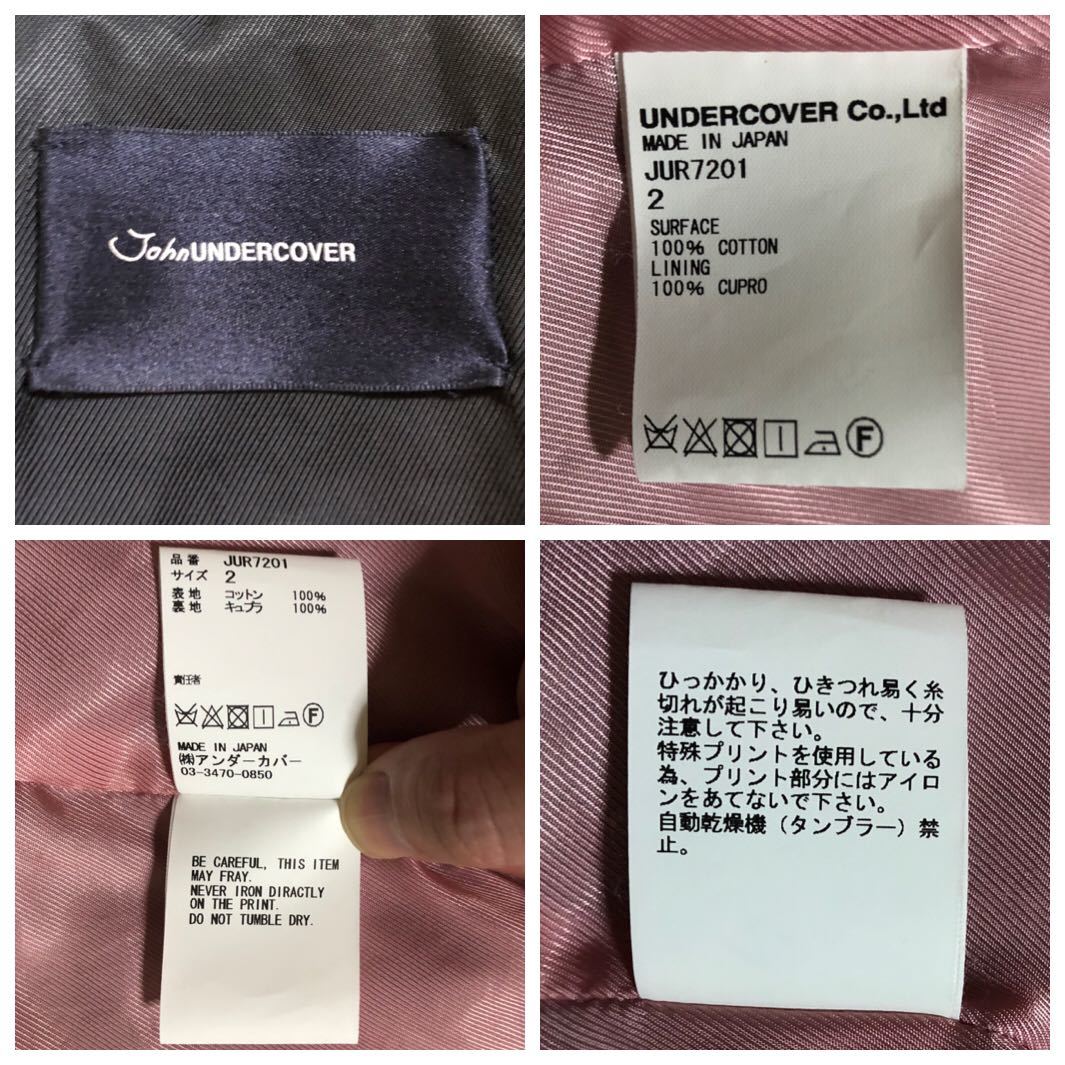 JohnUNDERCOVER
UNDERCOVER Co.,Ltd
MADE IN JAPAN
JUR7201
2
SURFACE
100% COTTON
LINING
100% CUPRO
F
品番 JUR7201
サイズ 2
表地 コットン 100%
裏地 キュプラ 100%
責任者
F
MADE IN JAPAN
㈱アンダーカバー
03-3470-0850
BE CAREFUL, THIS ITEM
MAY FRAY.
NEVER IRON DIRACTLY
ON THE PRINT.
DO NOT TUMBLE DRY.
ひっかかり、ひきつれ易く糸
切れが起こり易いので、十分
注意して下さい。
特殊プリントを使用している
為、プリント部分にはアイロ
ンをあてないで下さい。
自動乾燥機（タンブラー）禁
止。